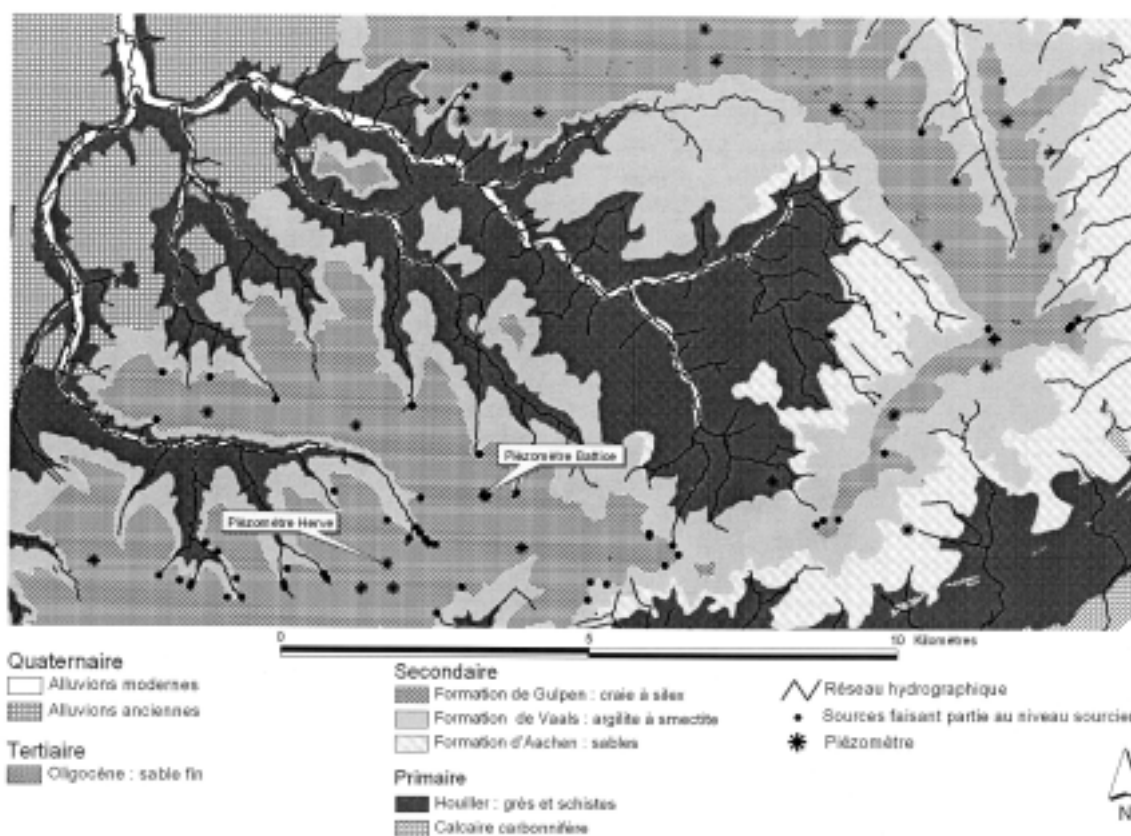 Piézomètre Battice
Piézomètre Herve
0 5 10 Kilomètres
Quaternaire
Alluvions modernes
Alluvions anciennes
Tertiaire
Oligocène : sable fin
Secondaire
Formation de Gulpen : craie à silex
Formation de Vaals : argilite à smectite
Formation d'Aachen : sables
Primaire
Houiller : grès et schistes
Calcaire carbonnifére
Réseau hydrographique
Sources faisant partie au niveau sourcier
Piézomètre
N